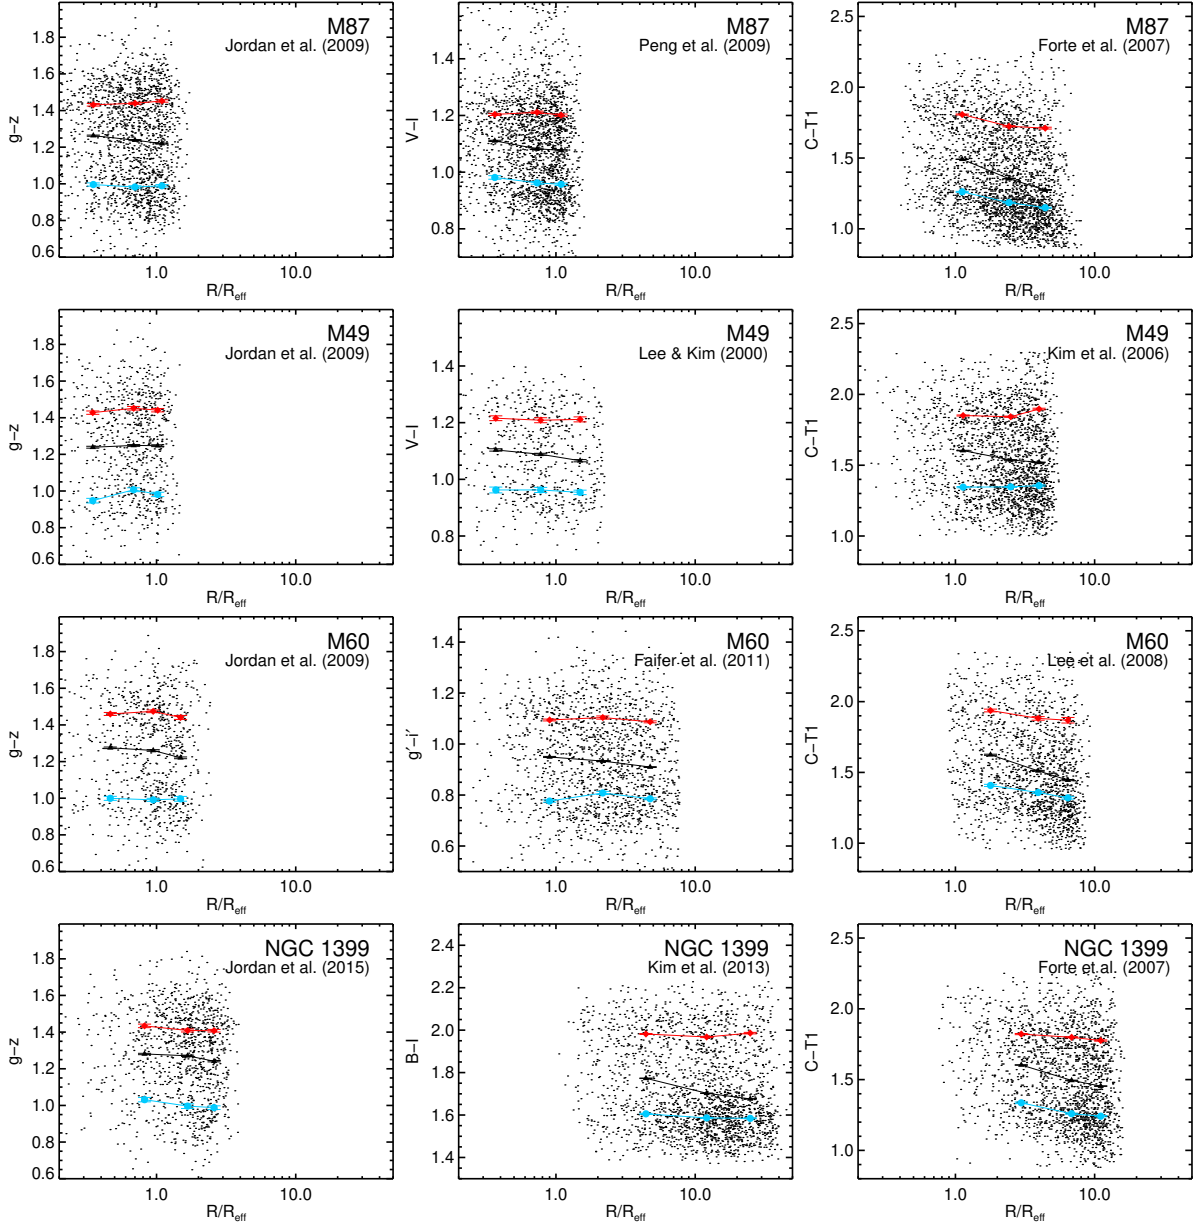 M87
Jordan et al. (2009)
g-z
1.8
1.6
1.4
1.2
1.0
0.8
0.6
1.0
10.0
R/Reff
M87
Peng et al. (2009)
V-I
1.4
1.2
1.0
0.8
1.0
10.0
R/Reff
M87
Forte et al. (2007)
C-T1
2.5
2.0
1.5
1.0
1.0
10.0
R/Reff
M49
Jordan et al. (2009)
g-z
1.8
1.6
1.4
1.2
1.0
0.8
0.6
1.0
10.0
R/Reff
M49
Lee & Kim (2000)
V-I
1.4
1.2
1.0
0.8
1.0
10.0
R/Reff
M49
Kim et al. (2006)
C-T1
2.5
2.0
1.5
1.0
1.0
10.0
R/Reff
M60
Jordan et al. (2009)
g-z
1.8
1.6
1.4
1.2
1.0
0.8
0.6
1.0
10.0
R/Reff
M60
Faifer et al. (2011)
g′-i′
1.4
1.2
1.0
0.8
0.6
1.0
10.0
R/Reff
M60
Lee et al. (2008)
C-T1
2.5
2.0
1.5
1.0
1.0
10.0
R/Reff
NGC 1399
Jordan et al. (2015)
g-z
1.8
1.6
1.4
1.2
1.0
0.8
0.6
1.0
10.0
R/Reff
NGC 1399
Kim et al. (2013)
B-I
2.4
2.2
2.0
1.8
1.6
1.4
1.0
10.0
R/Reff
NGC 1399
Forte et al. (2007)
C-T1
2.5
2.0
1.5
1.0
1.0
10.0
R/Reff